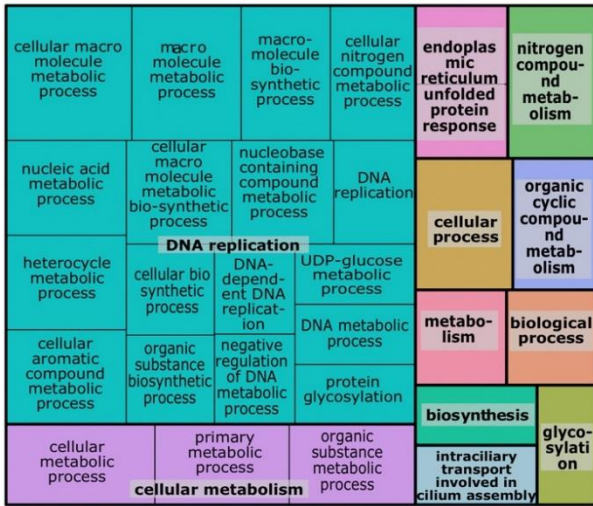 cellular macro
molecule metabolic
process
macro
molecule metabolic
process
macro-
molecule bio-
synthetic process
cellular nitrogen
compound
metabolic process
nucleic acid
metabolic process
cellular
macro
molecule
metabolic
bio-synthetic
process
nucleobase
containing
compound
metabolic
process
DNA
replication
DNA replication
heterocycle
metabolic process
cellular bio
synthetic process
DNA-
depend-
ent DNA
replicat-
ion
UDP-glucose
metabolic
process
DNA metabolic
process
cellular
aromatic
compound
metabolic
process
organic
substance
biosynthetic
process
negative
regulation
of DNA
metabolic
process
protein
glycosylation
cellular
metabolic
process
primary
metabolic
process
organic
substance
metabolic
process
cellular metabolism
endoplas
mic
reticulum
unfolded
protein
response
nitrogen
compou-
nd
metab-
olism
cellular
process
organic
cyclic
compou-
nd
metab-
olism
metabo-
lism
biological
process
biosynthesis
glyco-
sylati
on
intraciliary
transport
involved in
cilium assembly